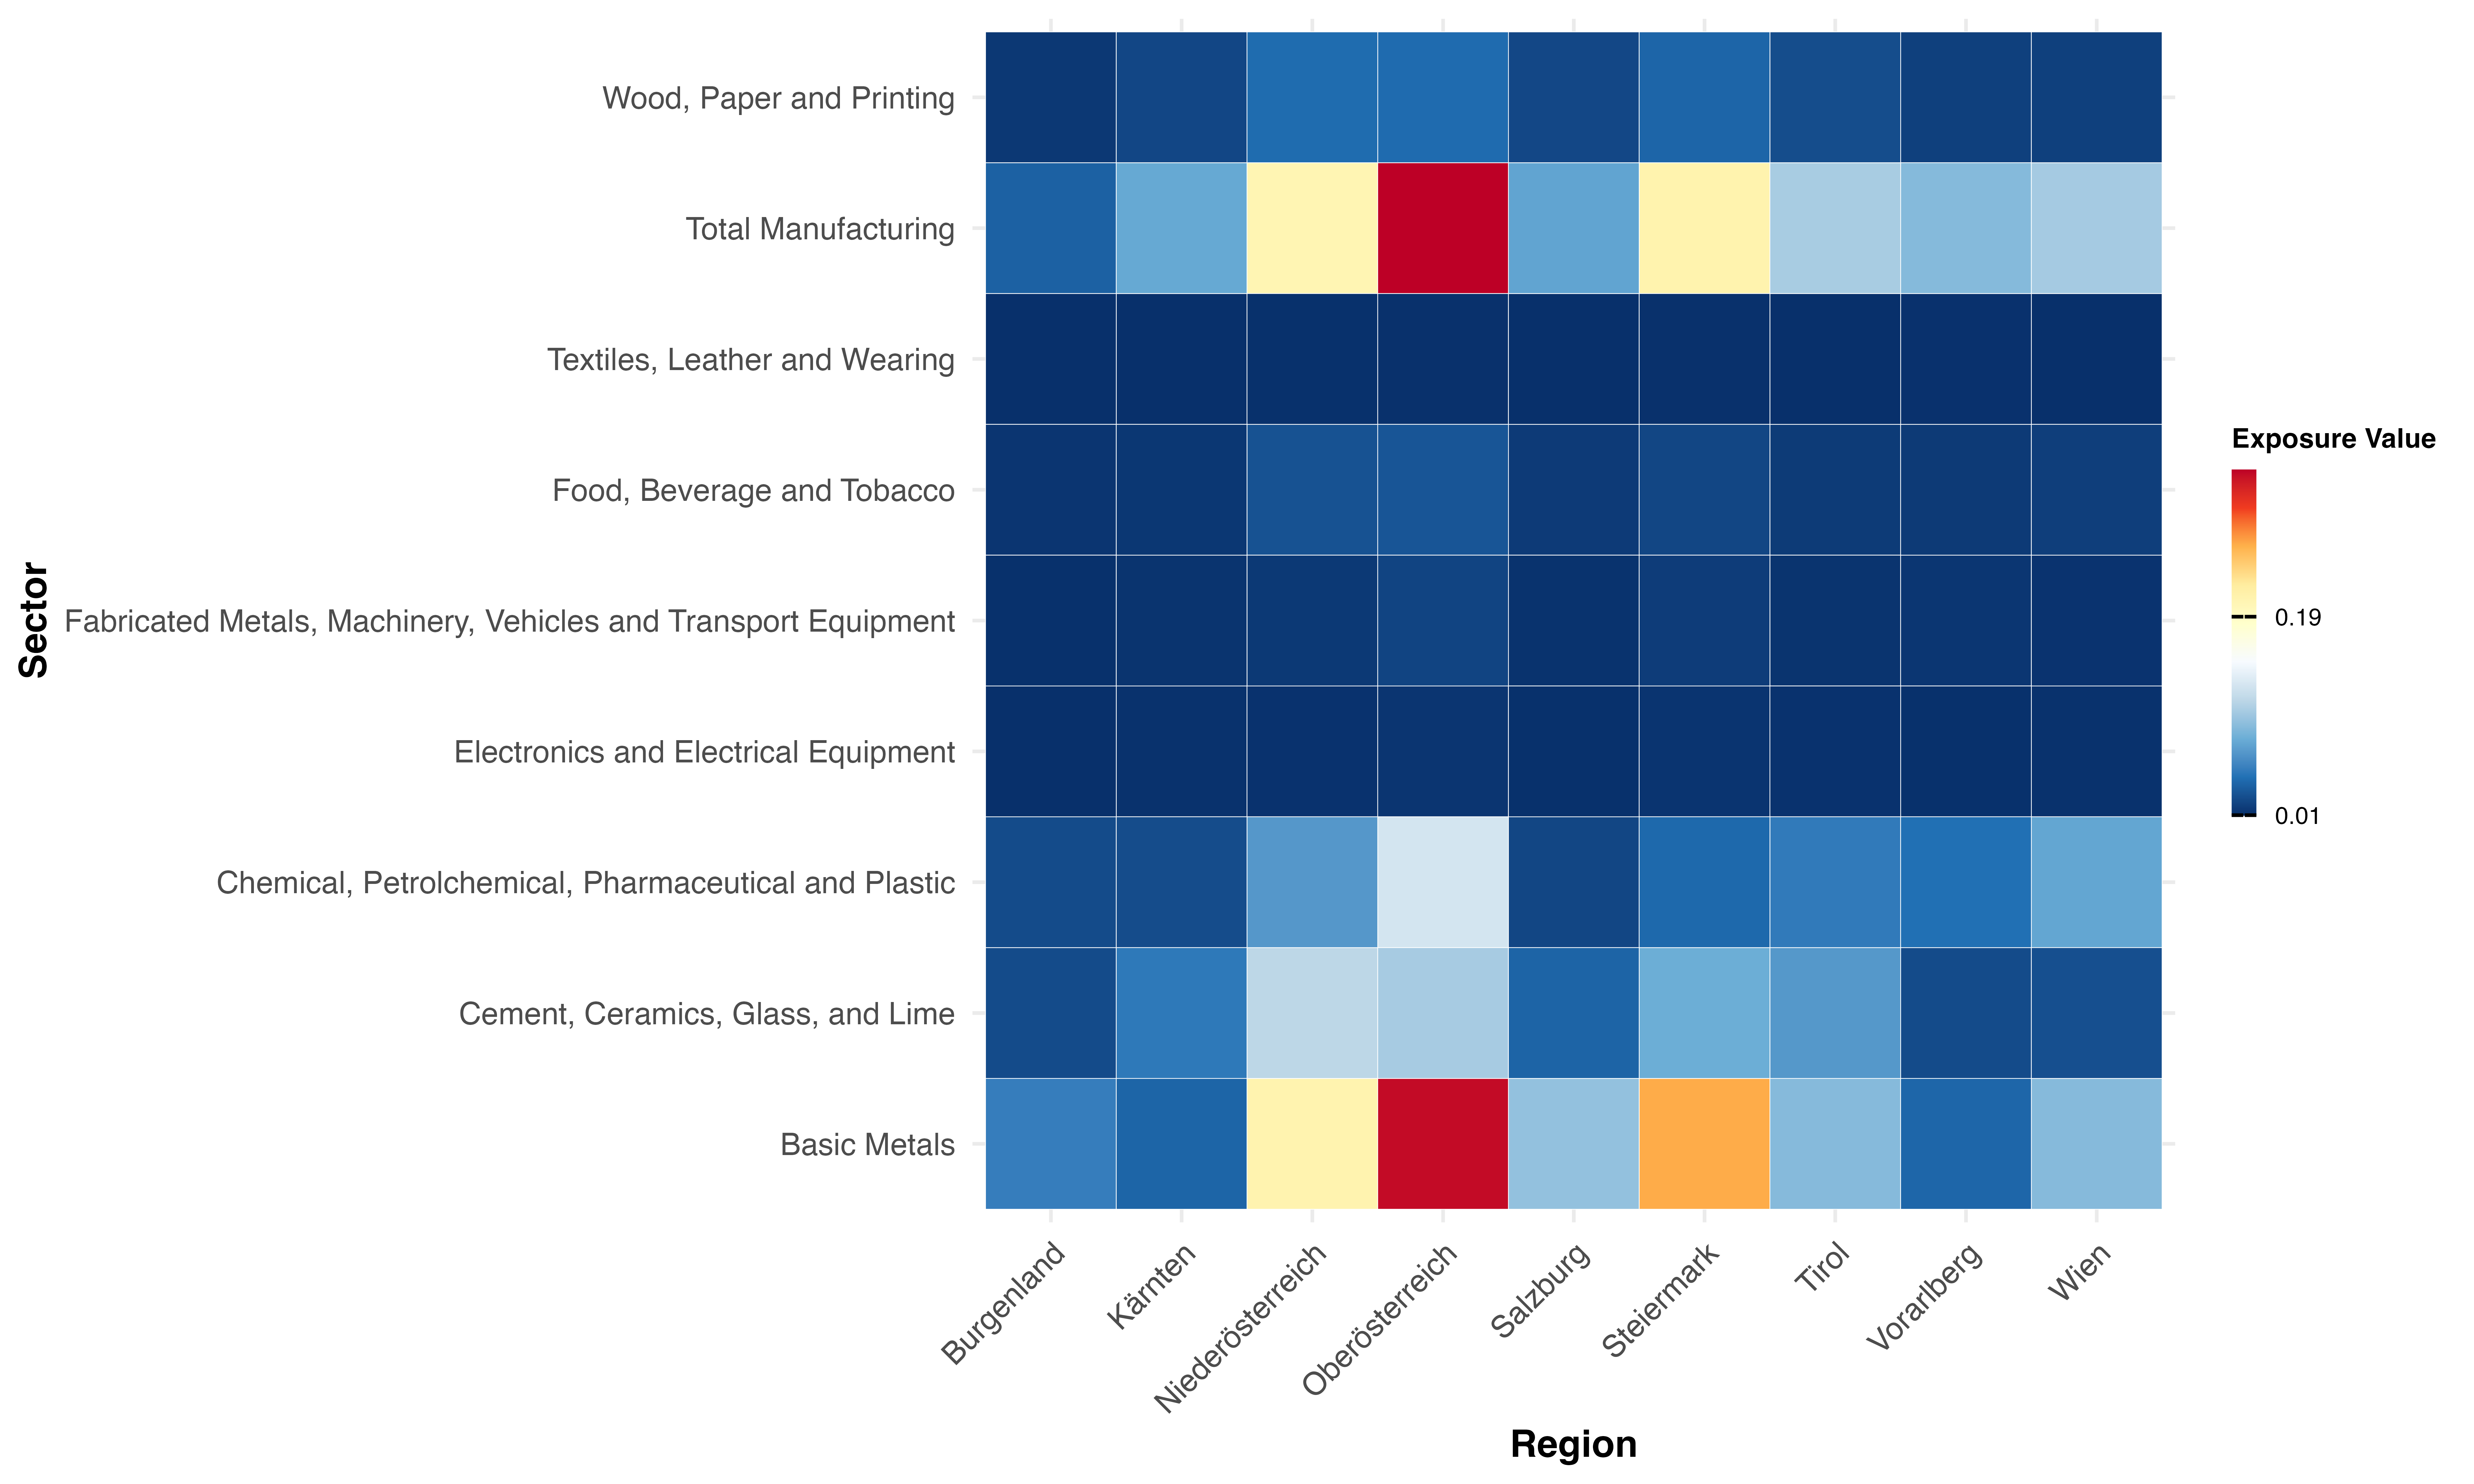 Sector
Wood, Paper and Printing
Total Manufacturing
Textiles, Leather and Wearing
Food, Beverage and Tobacco
Fabricated Metals, Machinery, Vehicles and Transport Equipment
Electronics and Electrical Equipment
Chemical, Petrolchemical, Pharmaceutical and Plastic
Cement, Ceramics, Glass, and Lime
Basic Metals
Burgenland
Kärnten
Niederösterreich
Oberösterreich
Salzburg
Steiermark
Tirol
Vorarlberg
Wien
Region
Exposure Value
0.19
0.01